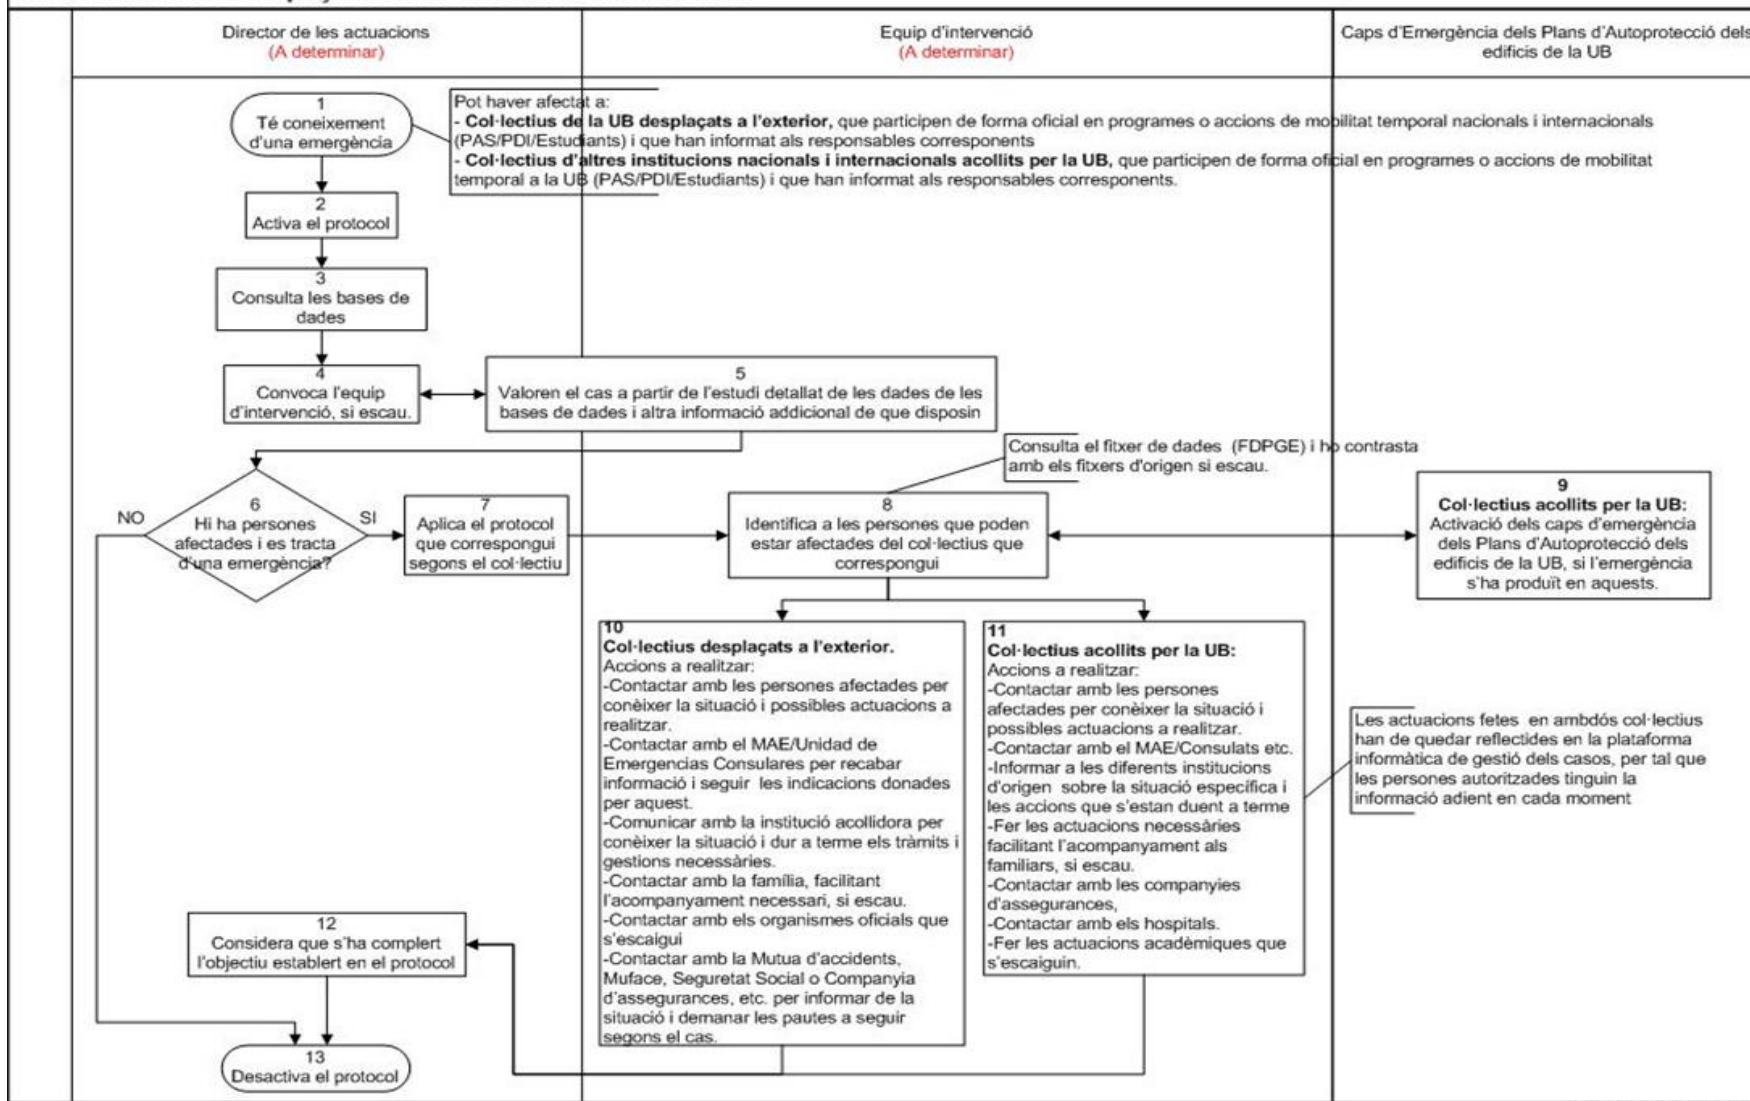 Director de les actuacions
(A determinar)
Equip d'intervenció
(A determinar)
Caps d'Emergència dels Plans d'Autoprotecció dels
edificis de la UB
1
Té coneixement
d'una emergència
Pot haver afectat a:
- Col·lectius de la UB desplaçats a l'exterior, que participen de forma oficial en programes o accions de mobilitat temporal nacionals i internacionals
(PAS/PDI/Estudiants) i que han informat als responsables corresponents
- Col·lectius d'altres institucions nacionals i internacionals acollits per la UB, que participen de forma oficial en programes o accions de mobilitat
temporal a la UB (PAS/PDI/Estudiants) i que han informat als responsables corresponents.
2
Activa el protocol
3
Consulta les bases de
dades
4
Convoca l'equip
d'intervenció, si escau.
5
Valoren el cas a partir de l'estudi detallat de les dades de les
bases de dades i altra informació addicional de que disposin
Consulta el fitxer de dades (FDPGE) i ho contrasta
amb els fitxers d'origen si escau.
NO
6
Hi ha persones
afectades i es tracta
d'una emergència?
SI
7
Aplica el protocol
que correspongui
segons el col·lectiu
8
Identifica a les persones que poden
estar afectades del col·lectius que
correspongui
9
Col·lectius acollits per la UB:
Activació dels caps d'emergència
dels Plans d'Autoprotecció dels
edificis de la UB, si l'emergència
s'ha produït en aquests.
10
Col·lectius desplaçats a l'exterior.
Accions a realitzar:
-Contactar amb les persones afectades per
conèixer la situació i possibles actuacions a
realitzar.
-Contactar amb el MAE/Unidad de
Emergencias Consulares per recabar
informació i seguir les indicacions donades
per aquest.
-Comunicar amb la institució acollidora per
conèixer la situació i dur a terme els tràmits i
gestions necessàries.
-Contactar amb la família, facilitant
l'acompanyament necessari, si escau.
-Contactar amb els organismes oficials que
s'escaigui
-Contactar amb la Mutua d'accidents,
Muface, Seguretat Social o Companyia
d'assegurances, etc. per informar de la
situació i demanar les pautes a seguir
segons el cas.
11
Col·lectius acollits per la UB:
Accions a realitzar:
-Contactar amb les persones
afectades per conèixer la situació i
possibles actuacions a realitzar.
-Contactar amb el MAE/Consulats etc.
-Informar a les diferents institucions
d'origen sobre la situació específica i
les accions que s'estan duent a terme
-Fer les actuacions necessàries
facilitant l'acompanyament als
familiars, si escau.
-Contactar amb les companyies
d'assegurances,
-Contactar amb els hospitals.
-Fer les actuacions acadèmiques que
s'escaiguin.
Les actuacions fetes en ambdós col·lectius
han de quedar reflectides en la plataforma
informàtica de gestió dels casos, per tal que
les persones autoritzades tinguin la
informació adient en cada moment
12
Considera que s'ha complert
l'objectiu establert en el protocol
13
Desactiva el protocol